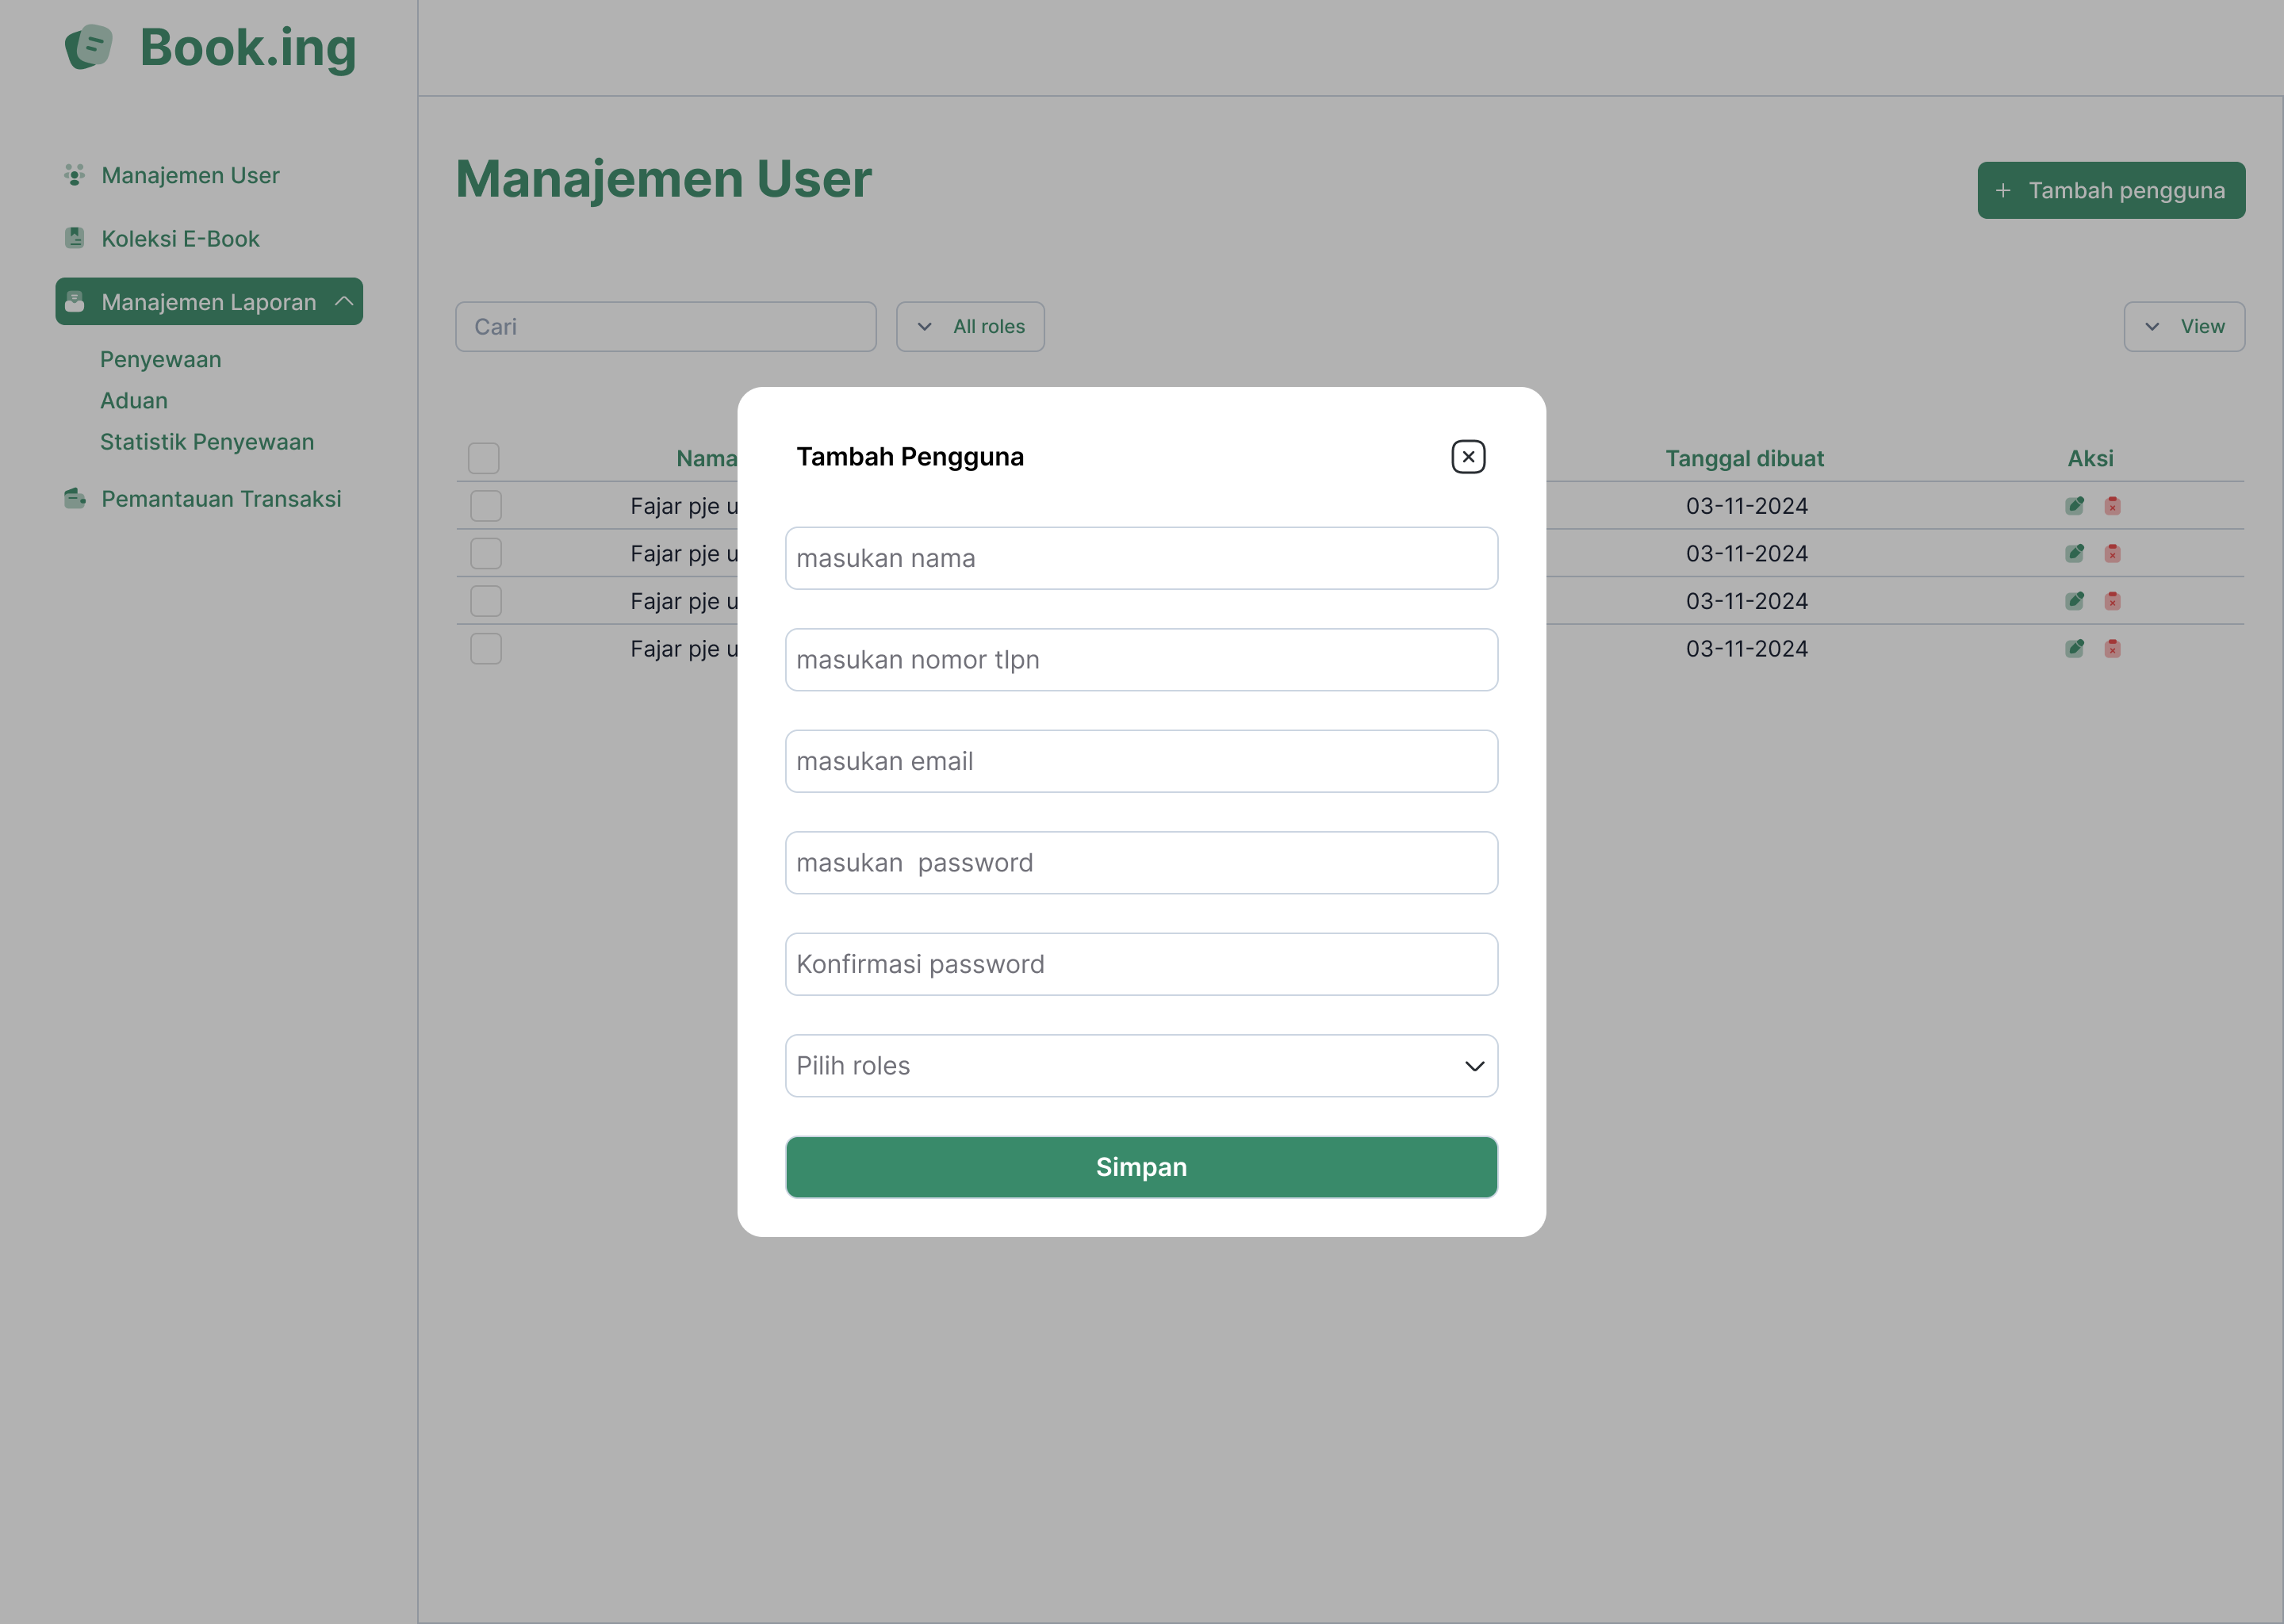 Book.ing
Manajemen User
Koleksi E-Book
Manajemen Laporan
Penyewaan
Aduan
Statistik Penyewaan
Pemantauan Transaksi
Manajemen User
+ Tambah pengguna
Cari
All roles
View
Nama
Tanggal dibuat
Aksi
Fajar pje u
03-11-2024
Fajar pje u
03-11-2024
Fajar pje u
03-11-2024
Fajar pje u
03-11-2024
Tambah Pengguna
masukan nama
masukan nomor tlpn
masukan email
masukan  password
Konfirmasi password
Pilih roles
Simpan